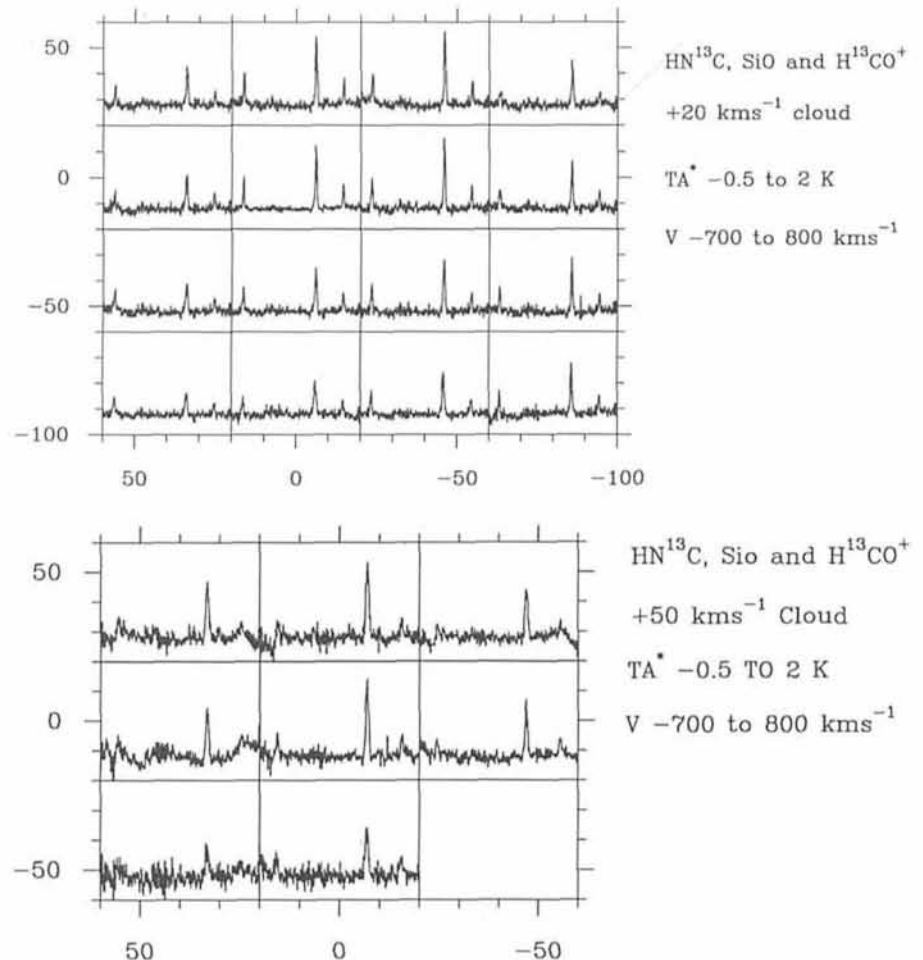 50
0
−50
−100
50
0
−50
−100
HN¹³C, SiO and H¹³CO⁺
+20 kms⁻¹ cloud
TA* −0.5 to 2 K
V −700 to 800 kms⁻¹
50
0
−50
50
0
−50
HN¹³C, Sio and H¹³CO⁺
+50 kms⁻¹ Cloud
TA* −0.5 TO 2 K
V −700 to 800 kms⁻¹